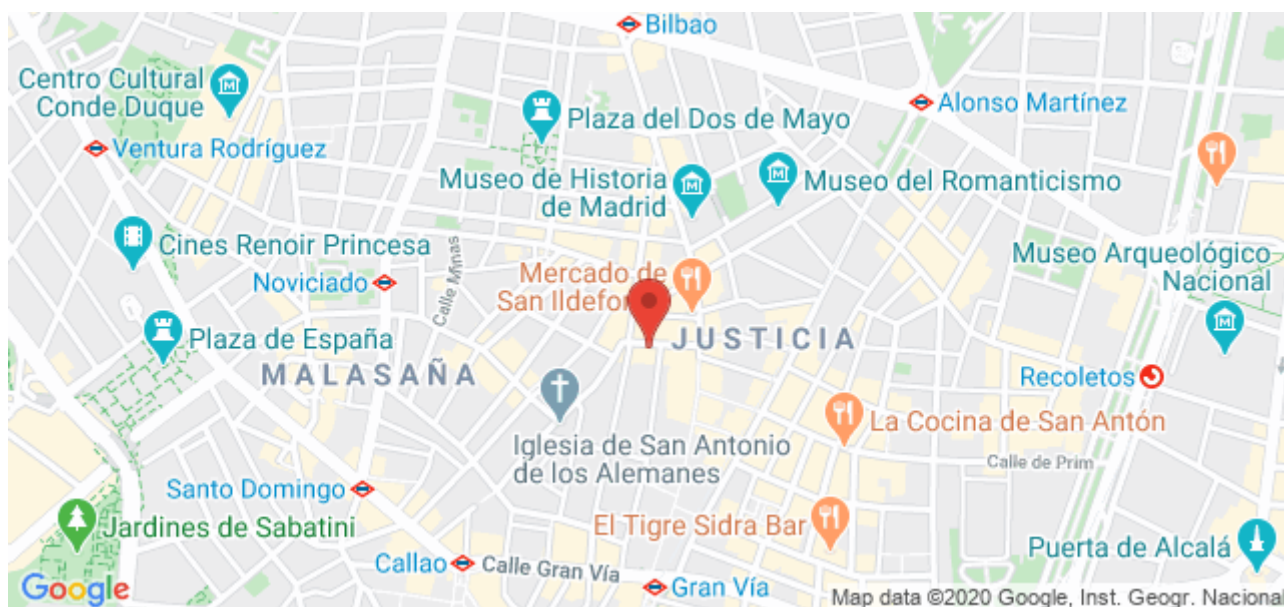 Bilbao
Centro Cultural
Conde Duque
Alonso Martínez
Plaza del Dos de Mayo
Ventura Rodríguez
Museo de Historia
de Madrid
Museo del Romanticismo
Cines Renoir Princesa
Calle Minas
Museo Arqueológico
Nacional
Noviciado
Mercado de
San Ildefon
Plaza de España
JUSTICIA
MALASAÑA
Recoletos
La Cocina de San Antón
Iglesia de San Antonio
de los Alemanes
Calle de Prim
Santo Domingo
Jardines de Sabatini
El Tigre Sidra Bar
Puerta de Alcalá
Callao
Calle Gran Vía
Gran Vía
Google
Map data ©2020 Google, Inst. Geogr. Naciona